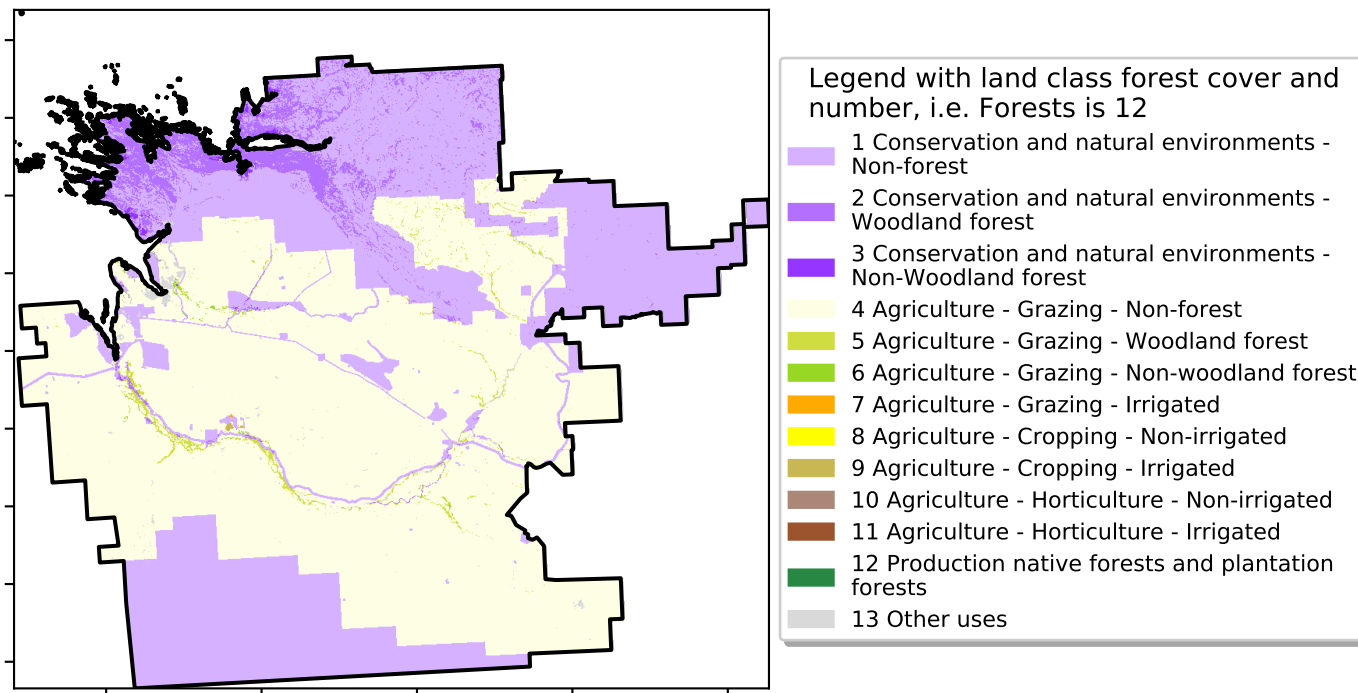 Legend with land class forest cover and
number, i.e. Forests is 12
1 Conservation and natural environments -
Non-forest
2 Conservation and natural environments -
Woodland forest
3 Conservation and natural environments -
Non-Woodland forest
4 Agriculture - Grazing - Non-forest
5 Agriculture - Grazing - Woodland forest
6 Agriculture - Grazing - Non-woodland forest
7 Agriculture - Grazing - Irrigated
8 Agriculture - Cropping - Non-irrigated
9 Agriculture - Cropping - Irrigated
10 Agriculture - Horticulture - Non-irrigated
11 Agriculture - Horticulture - Irrigated
12 Production native forests and plantation
forests
13 Other uses